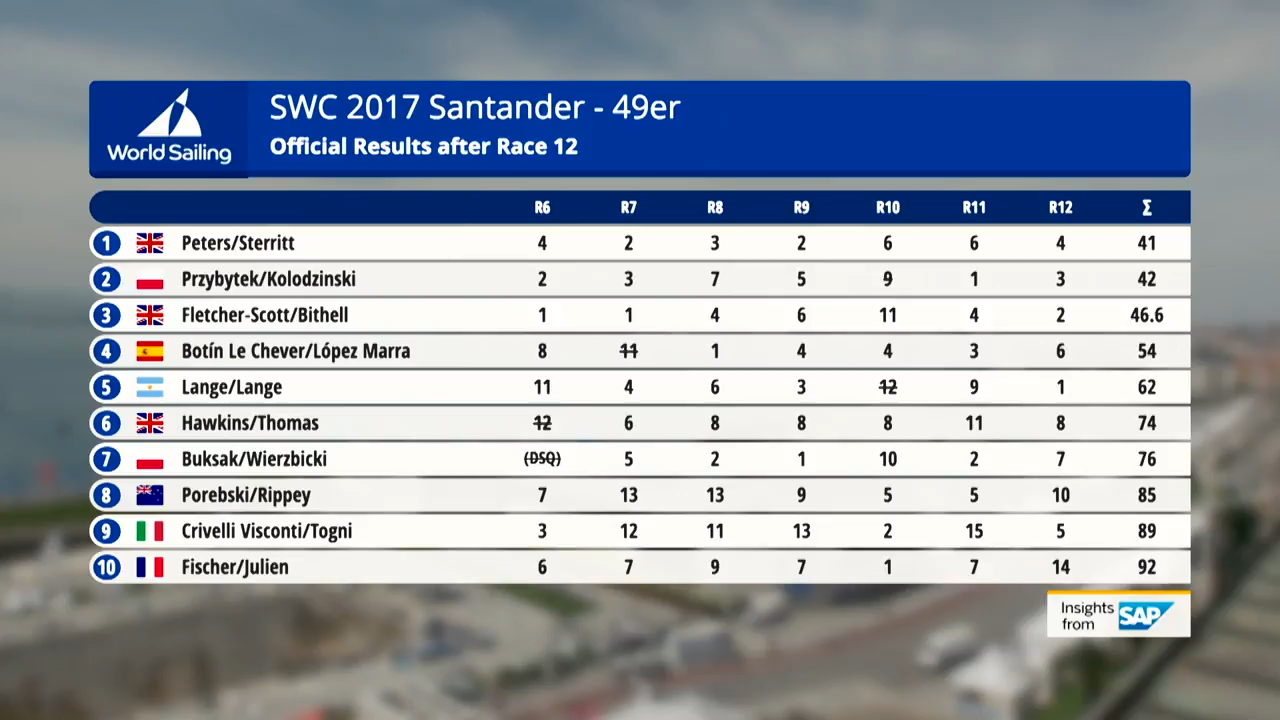 SWC 2017 Santander - 49er
World Sailing
Official Results after Race 12
R6 R7 R8 R9 R10 R11 R12 Σ
1 Peters/Sterritt 4 2 3 2 6 6 4 41
2 Przybytek/Kolodzinski 2 3 7 5 9 1 3 42
3 Fletcher-Scott/Bithell 1 1 4 6 11 4 2 46.6
4 Botín Le Chever/López Marra 8 11 1 4 4 3 6 54
5 Lange/Lange 11 4 6 3 12 9 1 62
6 Hawkins/Thomas 12 6 8 8 8 11 8 74
7 Buksak/Wierzbicki (DSQ) 5 2 1 10 2 7 76
8 Porebski/Rippey 7 13 13 9 5 5 10 85
9 Crivelli Visconti/Togni 3 12 11 13 2 15 5 89
10 Fischer/Julien 6 7 9 7 1 7 14 92
Insights
from SAP